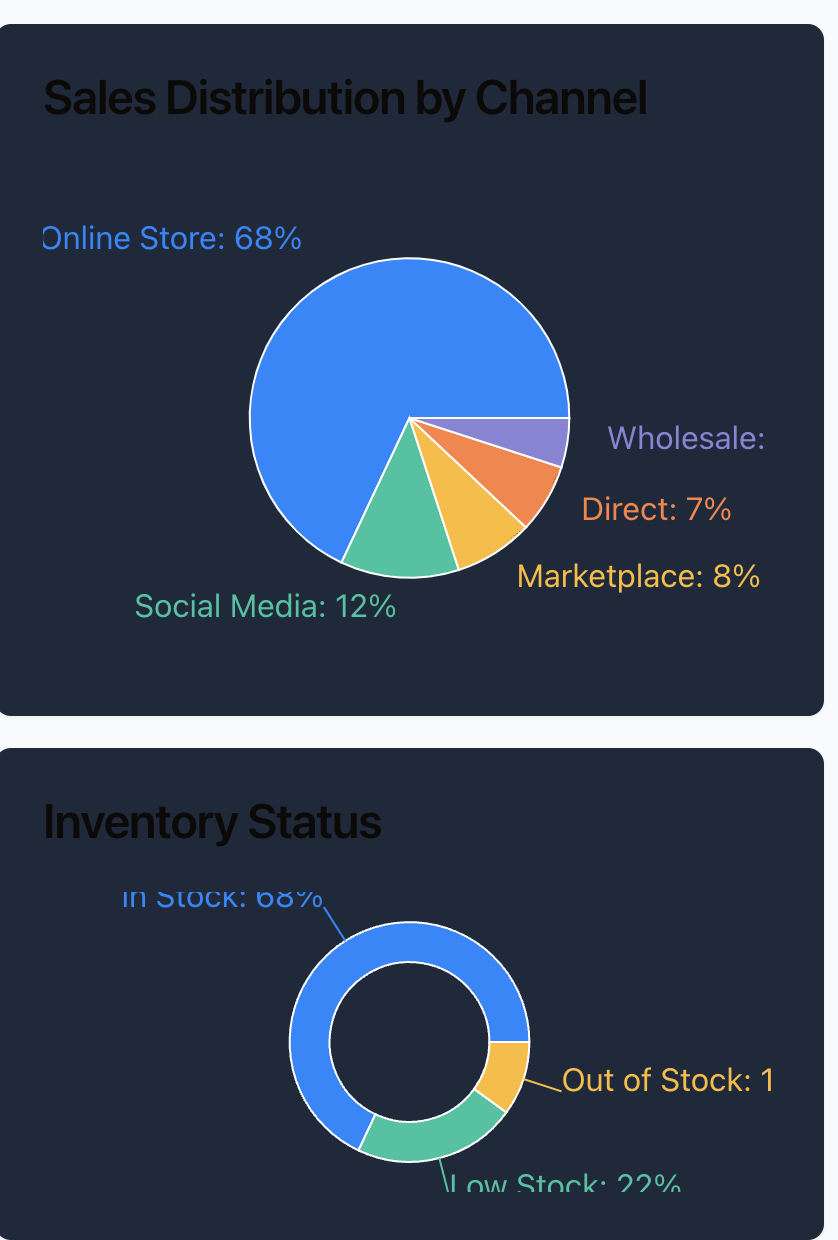 Sales Distribution by Channel
Online Store: 68%
Wholesale:
Direct: 7%
Marketplace: 8%
Social Media: 12%
Inventory Status
In Stock: 68%
Out of Stock: 1
Low Stock: 22%